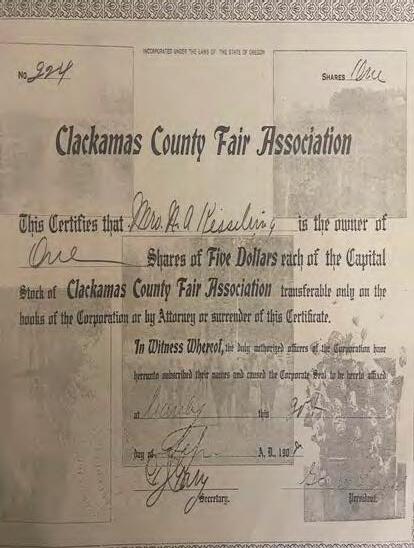 INCORPORATED UNDER THE LAWS OF THE STATE OF OREGON
No 224 SHARES One
Clackamas County Fair Association
This Certifies that Mrs. H. A Kisseling is the owner of
One Shares of Five Dollars each of the Capital
Stock of Clackamas County Fair Association transferable only on the
books of the Corporation or by Attorney or surrender of this Certificate.
In Witness Whereof, the duly authorized officers of the Corporation have
hereunto subscribed their names and caused the Corporate Seal to be hereto affixed
at Canby this
day of Sep A. D., 1908
Secretary. President.